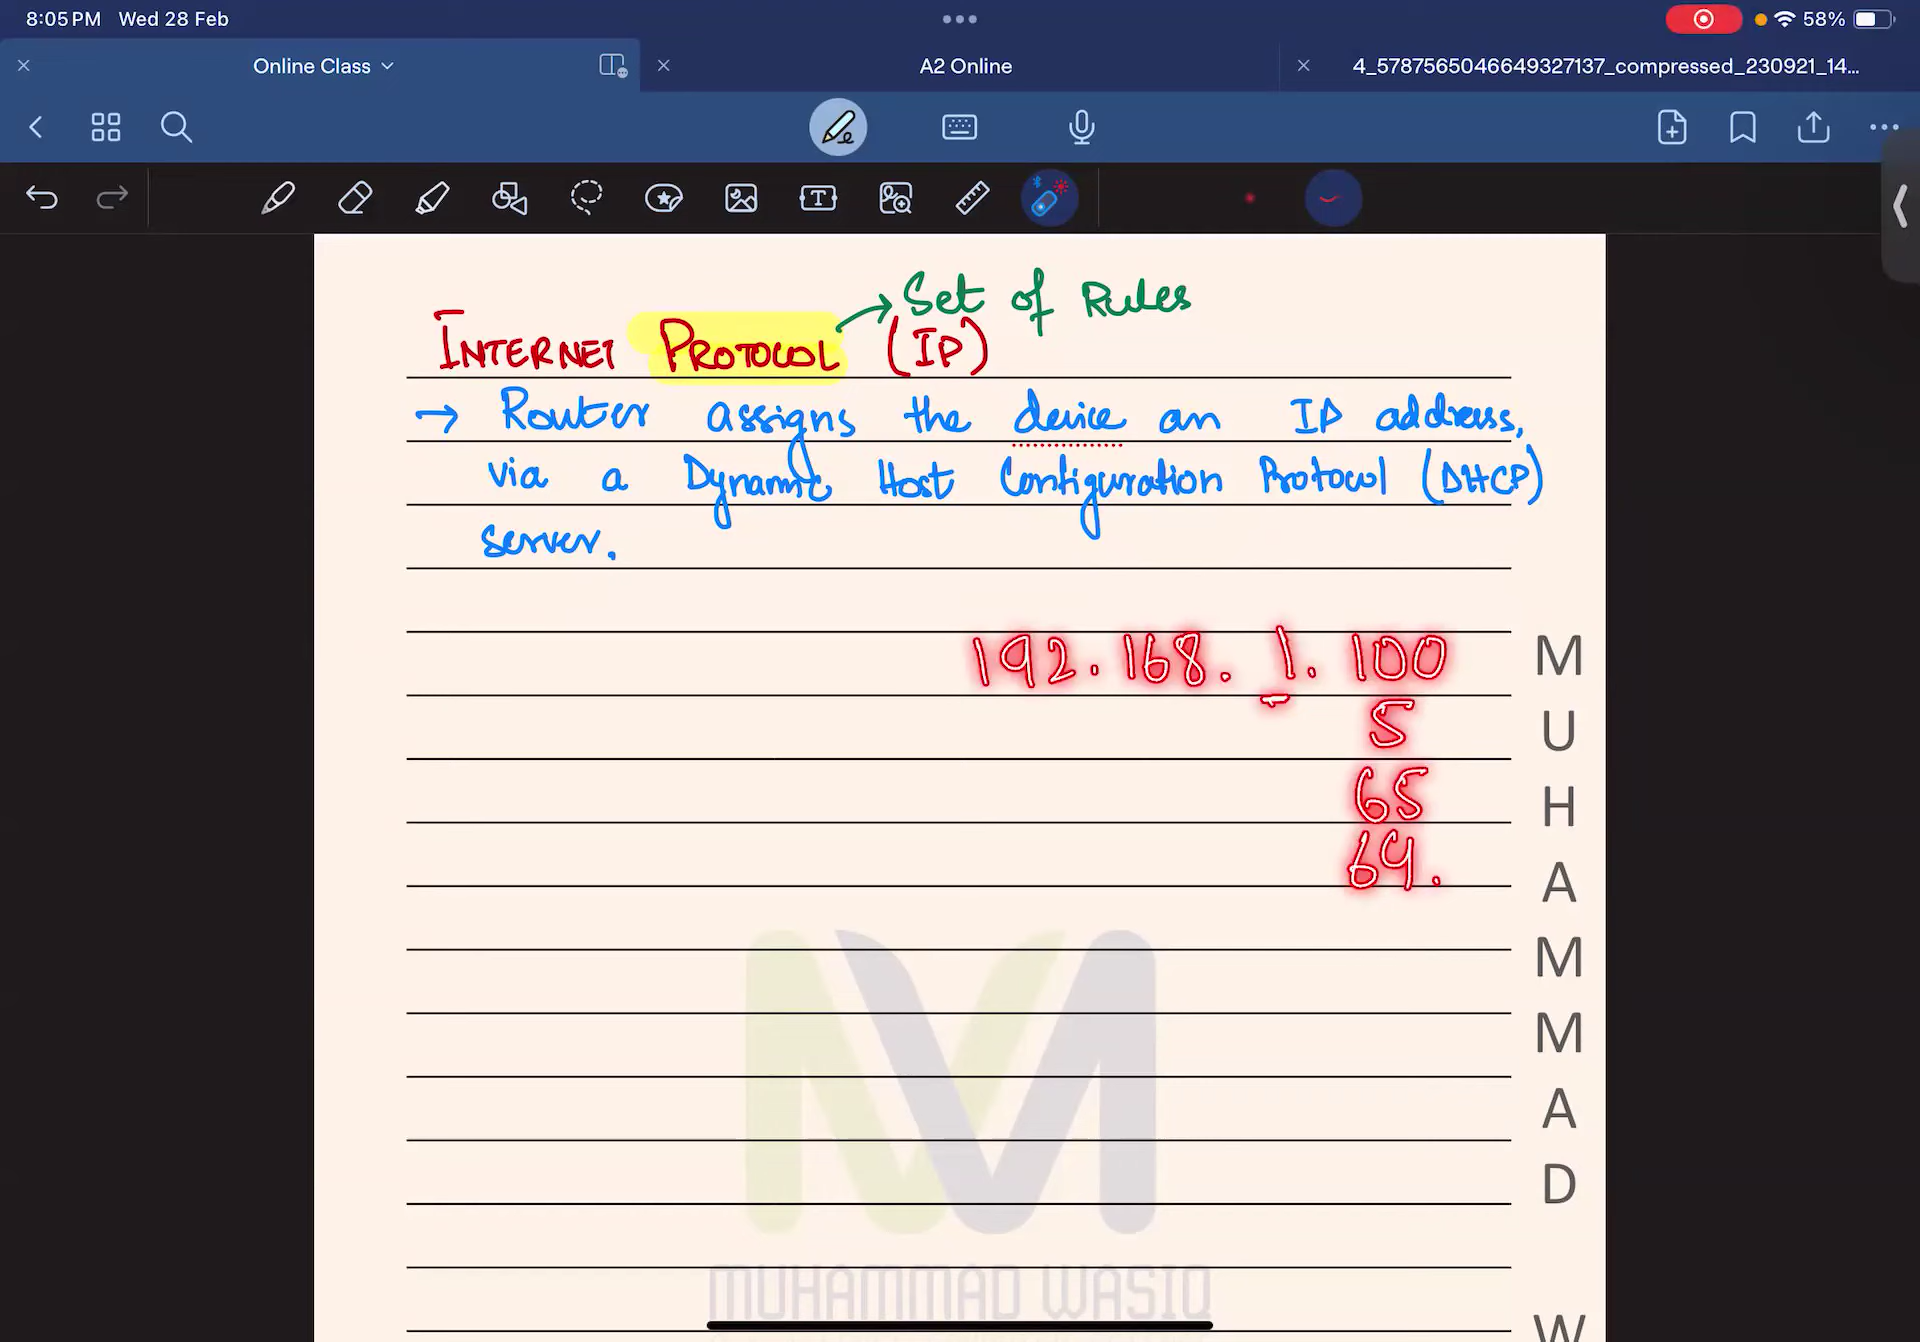 8:05 PM Wed 28 Feb
58%
Online Class
A2 Online
4_5787565046649327137_compressed_230921_14...
Set of Rules
INTERNET PROTOCOL (IP)
→ Router assigns the device an IP address,
via a Dynamic Host Configuration Protocol (DHCP)
server.
192.168.1.100
5
65
64.
M
U
H
A
M
M
A
D
W
MUHAMMAD WASIQ